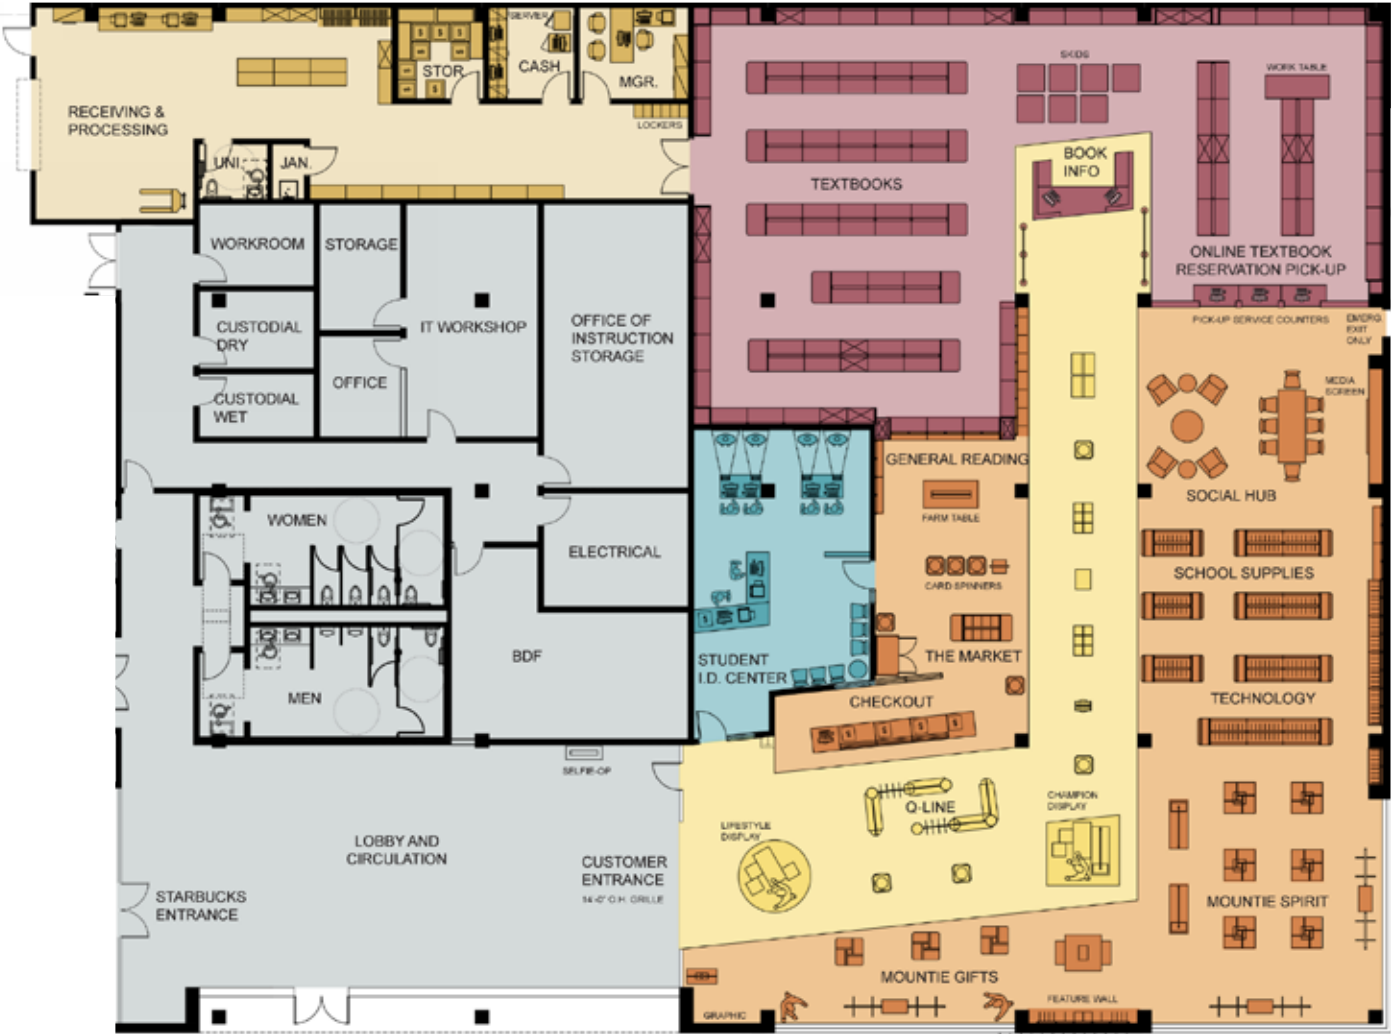 SERVER
STOR.
CASH
MGR.
RECEIVING &
PROCESSING
LOCKERS
UNI.
JAN.
SKIDS
WORK TABLE
BOOK
INFO
TEXTBOOKS
ONLINE TEXTBOOK
RESERVATION PICK-UP
WORKROOM
STORAGE
CUSTODIAL
DRY
IT WORKSHOP
OFFICE OF
INSTRUCTION
STORAGE
OFFICE
CUSTODIAL
WET
PICK-UP SERVICE COUNTERS
EMERG.
EXIT
ONLY
MEDIA
SCREEN
GENERAL READING
FARM TABLE
SOCIAL HUB
WOMEN
ELECTRICAL
CARD SPINNERS
SCHOOL SUPPLIES
BDF
STUDENT
I.D. CENTER
THE MARKET
MEN
CHECKOUT
TECHNOLOGY
SELFIE-OP
LIFESTYLE
DISPLAY
Q-LINE
CHAMPION
DISPLAY
LOBBY AND
CIRCULATION
CUSTOMER
ENTRANCE
14'-0" O.H. GRILLE
STARBUCKS
ENTRANCE
MOUNTIE SPIRIT
MOUNTIE GIFTS
FEATURE WALL
GRAPHIC